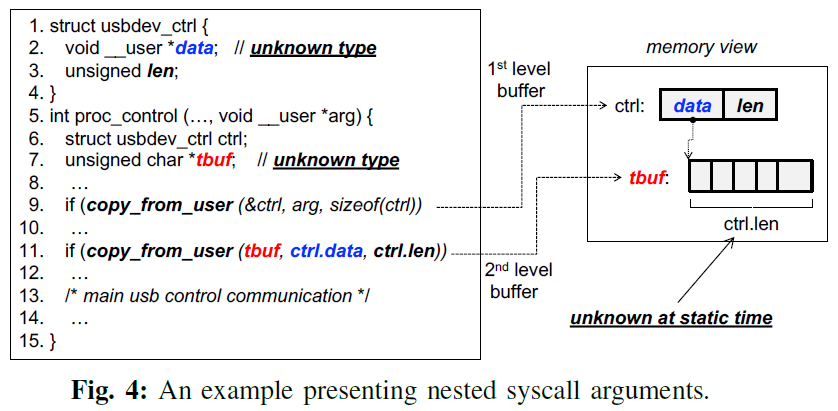 1. struct usbdev_ctrl {
2. void __user *data; // unknown type
3. unsigned len;
4. }
5. int proc_control (…, void __user *arg) {
6. struct usbdev_ctrl ctrl;
7. unsigned char *tbuf; // unknown type
8. …
9. if (copy_from_user (&ctrl, arg, sizeof(ctrl))
10. …
11. if (copy_from_user (tbuf, ctrl.data, ctrl.len))
12. …
13. /* main usb control communication */
14. …
15. }
1st level
buffer
2nd level
buffer
memory view
ctrl: data len
tbuf:
ctrl.len
unknown at static time
Fig. 4: An example presenting nested syscall arguments.